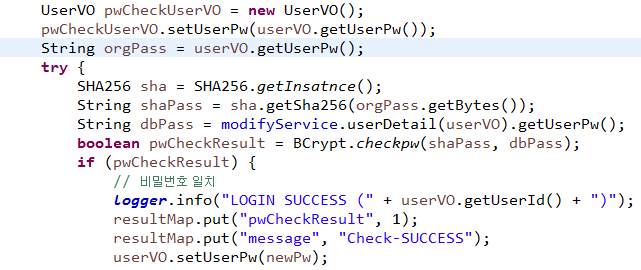 UserVO pwCheckUserVO = new UserVO();
pwCheckUserVO.setUserPw(userVO.getUserPw());
String orgPass = userVO.getUserPw();
try {
SHA256 sha = SHA256.getInsatnce();
String shaPass = sha.getSha256(orgPass.getBytes());
String dbPass = modifyService.userDetail(userVO).getUserPw();
boolean pwCheckResult = BCrypt.checkpw(shaPass, dbPass);
if (pwCheckResult) {
// 비밀번호 일치
Logger.info("LOGIN SUCCESS (" + userVO.getUserId() + ")");
resultMap.put("pwCheckResult", 1);
resultMap.put("message", "Check-SUCCESS");
userVO.setUserPw(newPw);